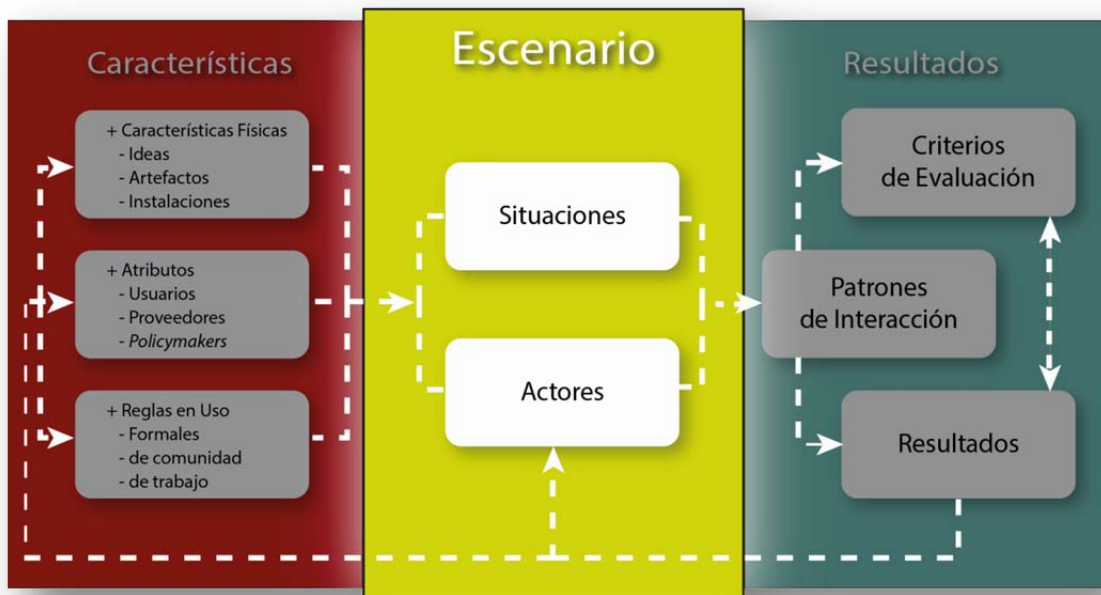 Características
+ Características Físicas
- Ideas
- Artefactos
- Instalaciones
+ Atributos
- Usuarios
- Proveedores
- Policymakers
+ Reglas en Uso
- Formales
- de comunidad
- de trabajo
Escenario
Situaciones
Actores
Resultados
Criterios
de Evaluación
Patrones
de Interacción
Resultados